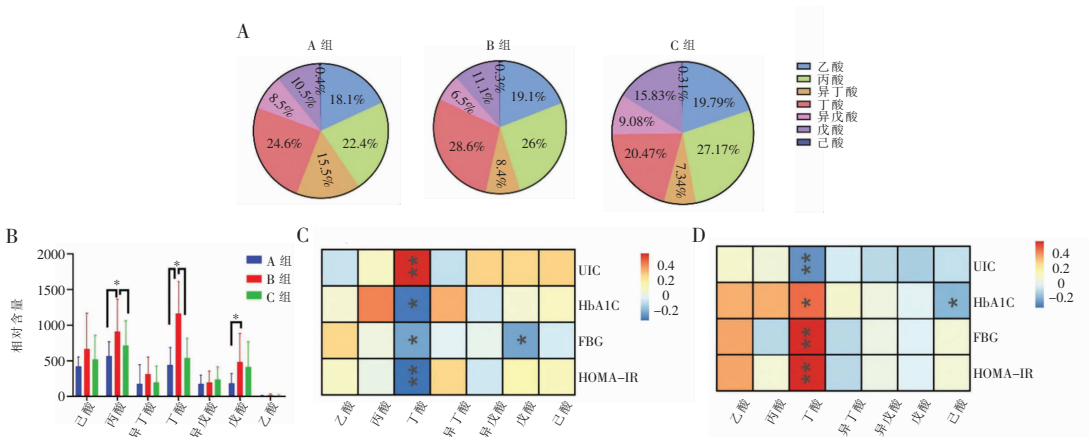 A
A 组
B 组
C 组
0.4%
18.1%
22.4%
15.5%
24.6%
8.5%
10.5%
0.3%
19.1%
26%
8.4%
28.6%
6.5%
11.1%
0.31%
19.79%
27.17%
7.34%
20.47%
9.08%
15.83%
乙酸
丙酸
异丁酸
丁酸
异戊酸
戊酸
己酸
B
相对含量
2000
1500
1000
500
0
A 组
B 组
C 组
*
*
*
己酸
丙酸
异丁酸
丁酸
异戊酸
戊酸
乙酸
C
**
*
*
*
**
UIC
HbA1C
FBG
HOMA-IR
0.4
0.2
0
-0.2
乙酸
丙酸
丁酸
异丁酸
异戊酸
戊酸
己酸
D
**
*
*
**
**
UIC
HbA1C
FBG
HOMA-IR
0.4
0.2
0
-0.2
乙酸
丙酸
丁酸
异丁酸
异戊酸
戊酸
己酸